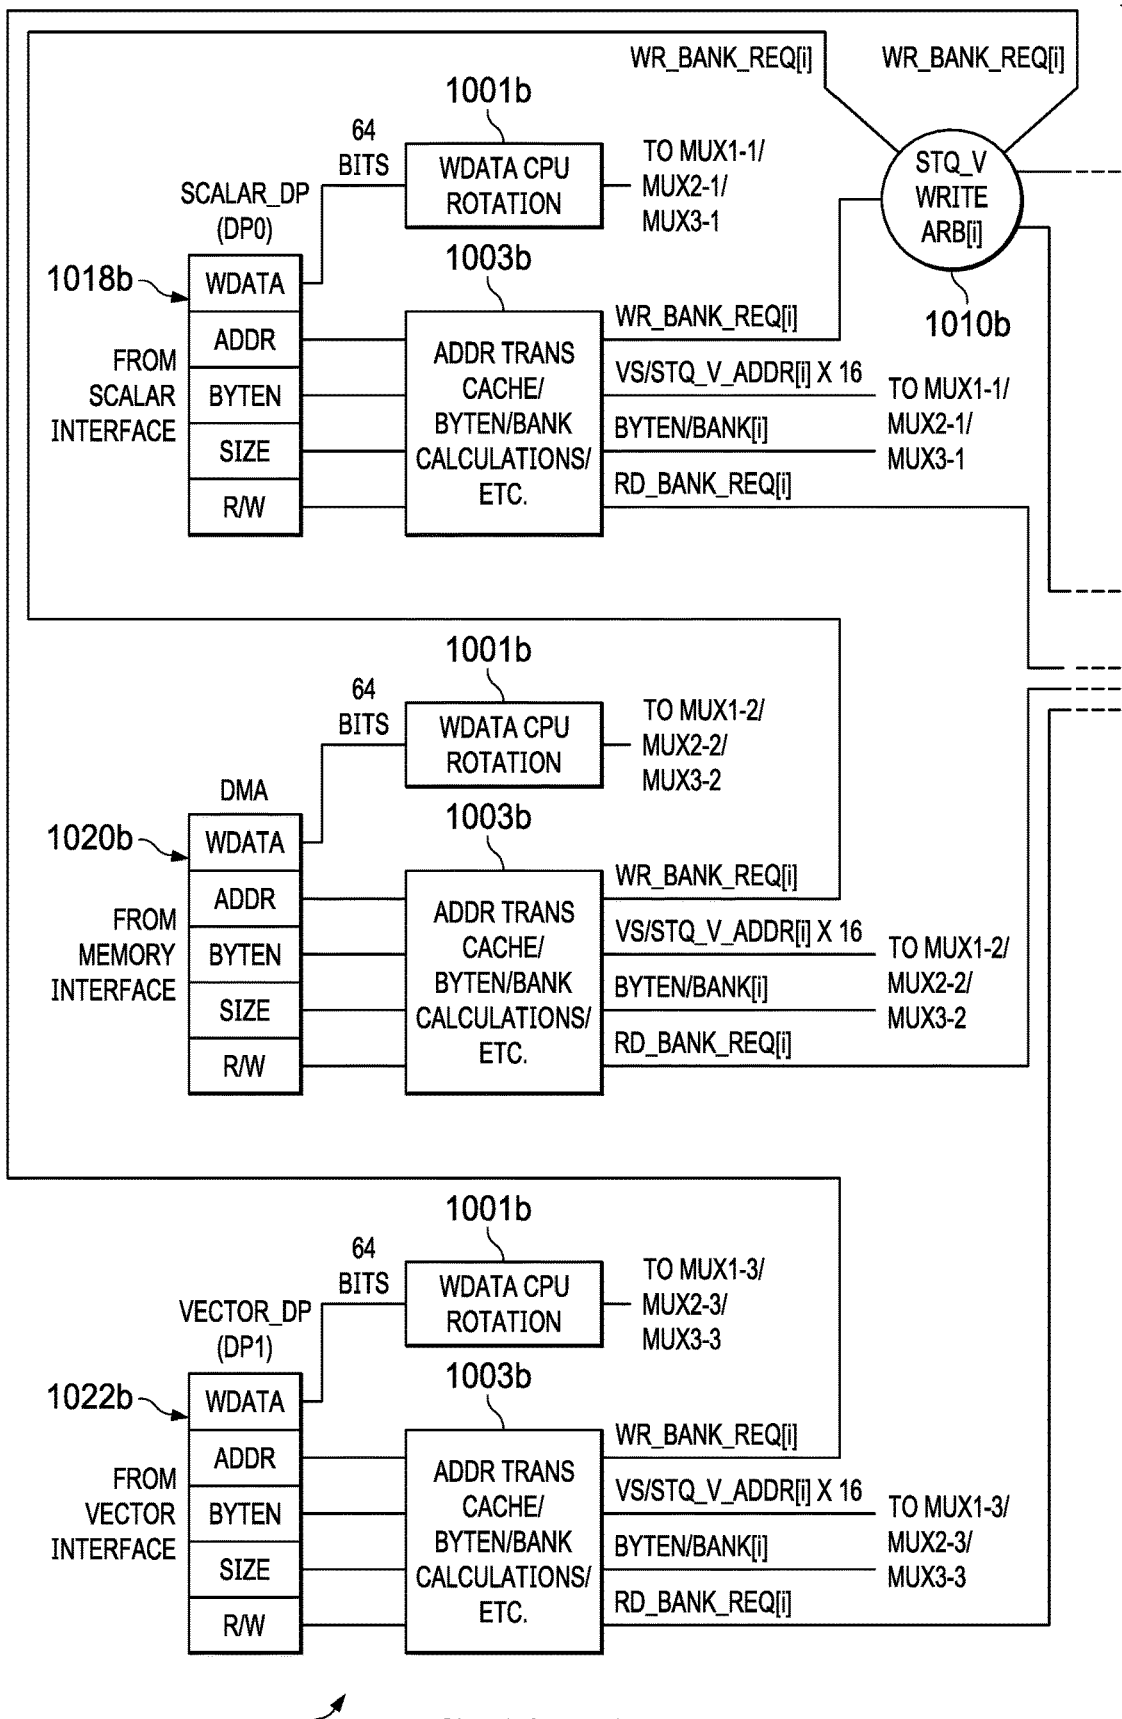 WR_BANK_REQ[i]
WR_BANK_REQ[i]
1001b
64
BITS
WDATA CPU
ROTATION
TO MUX1-1/
MUX2-1/
MUX3-1
STQ_V
WRITE
ARB[i]
1010b
SCALAR_DP
(DP0)
1018b
WDATA
ADDR
BYTEN
SIZE
R/W
FROM
SCALAR
INTERFACE
1003b
ADDR TRANS
CACHE/
BYTEN/BANK
CALCULATIONS/
ETC.
WR_BANK_REQ[i]
VS/STQ_V_ADDR[i] X 16
BYTEN/BANK[i]
RD_BANK_REQ[i]
TO MUX1-1/
MUX2-1/
MUX3-1
1001b
64
BITS
WDATA CPU
ROTATION
TO MUX1-2/
MUX2-2/
MUX3-2
DMA
1020b
WDATA
ADDR
BYTEN
SIZE
R/W
FROM
MEMORY
INTERFACE
1003b
ADDR TRANS
CACHE/
BYTEN/BANK
CALCULATIONS/
ETC.
WR_BANK_REQ[i]
VS/STQ_V_ADDR[i] X 16
BYTEN/BANK[i]
RD_BANK_REQ[i]
TO MUX1-2/
MUX2-2/
MUX3-2
1001b
64
BITS
WDATA CPU
ROTATION
TO MUX1-3/
MUX2-3/
MUX3-3
VECTOR_DP
(DP1)
1022b
WDATA
ADDR
BYTEN
SIZE
R/W
FROM
VECTOR
INTERFACE
1003b
ADDR TRANS
CACHE/
BYTEN/BANK
CALCULATIONS/
ETC.
WR_BANK_REQ[i]
VS/STQ_V_ADDR[i] X 16
BYTEN/BANK[i]
RD_BANK_REQ[i]
TO MUX1-3/
MUX2-3/
MUX3-3